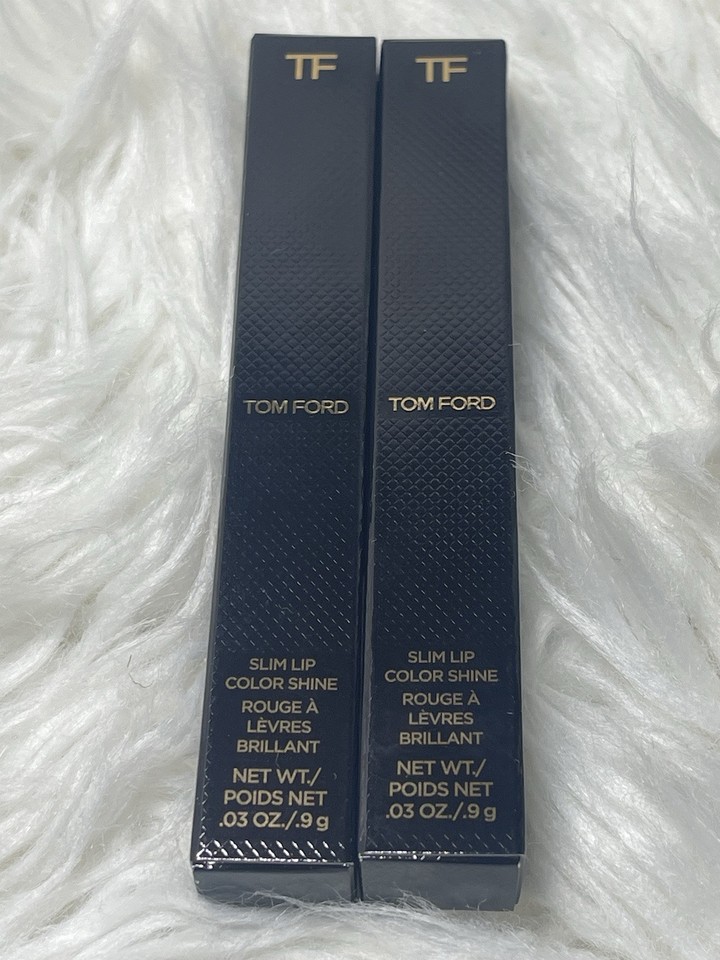 TF
TOM FORD
SLIM LIP
COLOR SHINE
ROUGE À
LÈVRES
BRILLANT
NET WT./
POIDS NET
.03 OZ./.9 g
TF
TOM FORD
SLIM LIP
COLOR SHINE
ROUGE À
LÈVRES
BRILLANT
NET WT./
POIDS NET
.03 OZ./.9 g